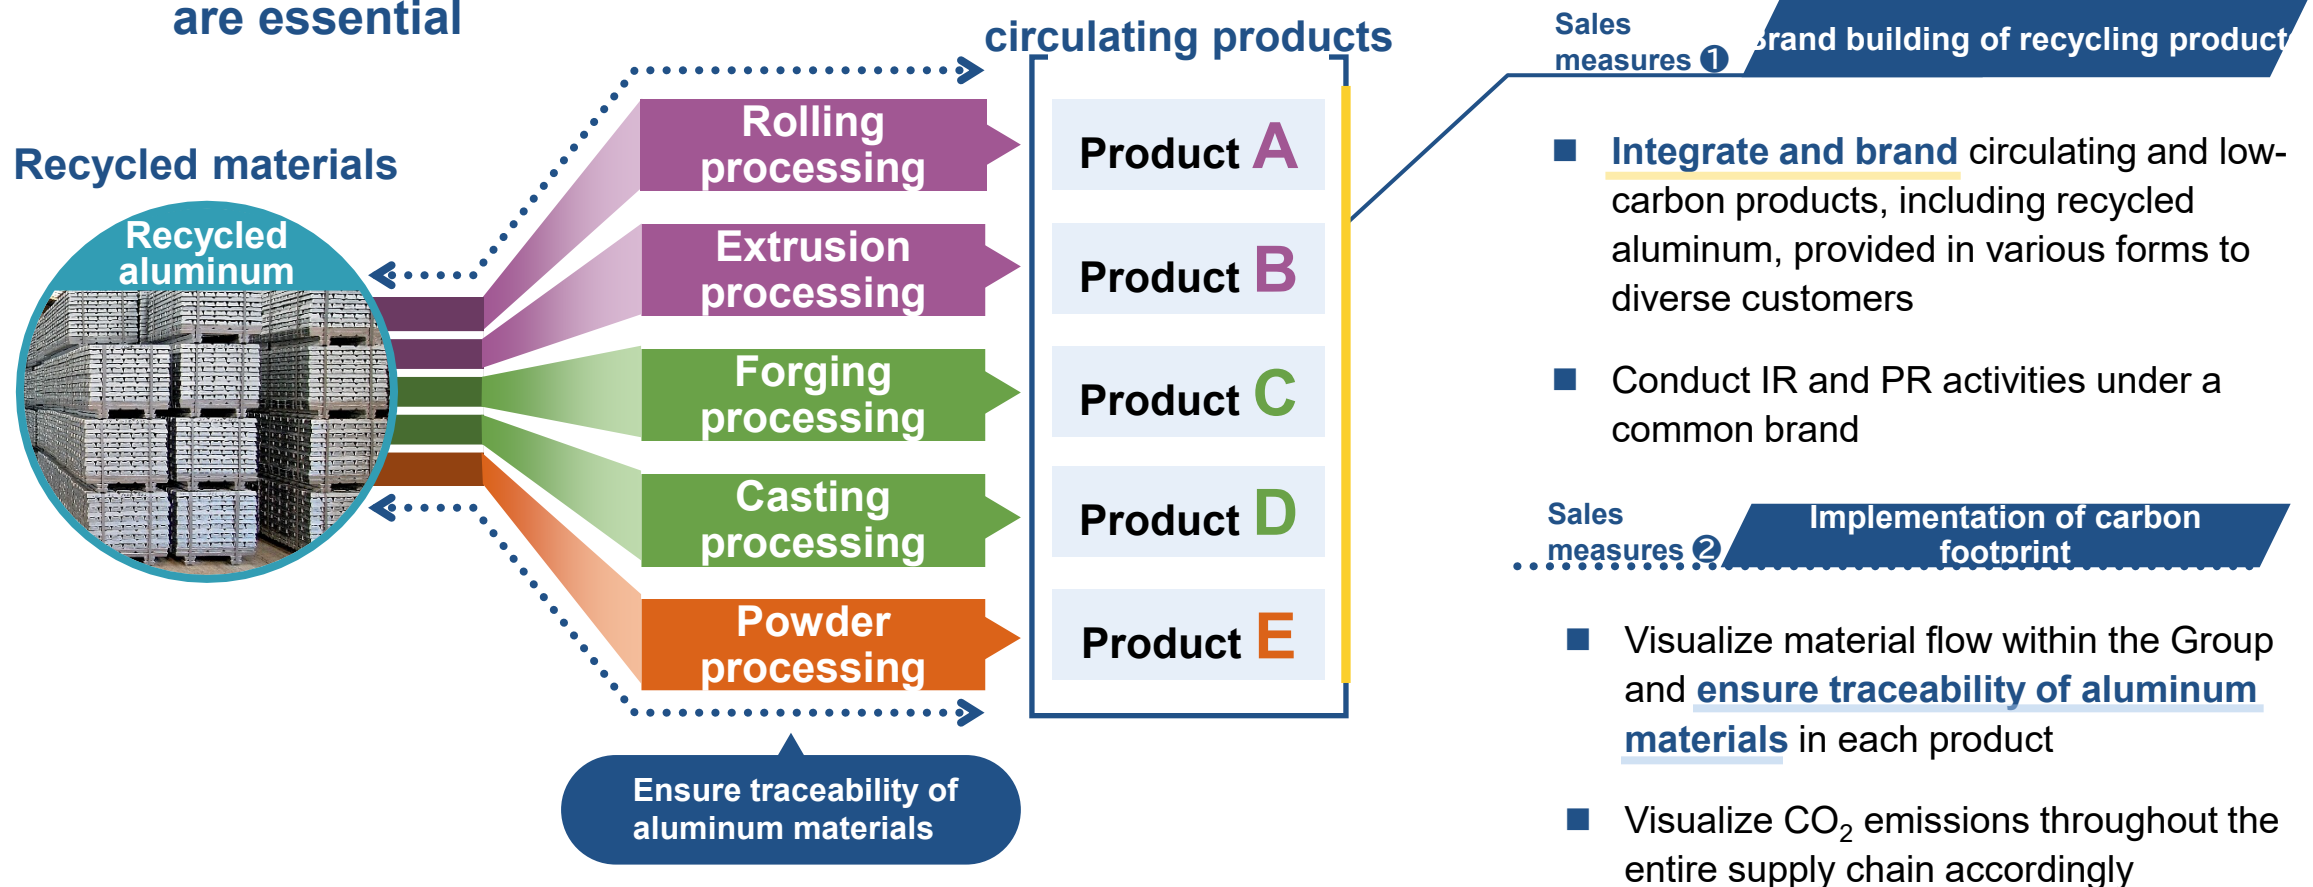 are essential
Recycled materials
Recycled
aluminum
Rolling
processing
Extrusion
processing
Forging
processing
Casting
processing
Powder
processing
Ensure traceability of
aluminum materials
circulating products
Product A
Product B
Product C
Product D
Product E
Sales
measures ❶
Brand building of recycling products
■ Integrate and brand circulating and low-
carbon products, including recycled
aluminum, provided in various forms to
diverse customers
■ Conduct IR and PR activities under a
common brand
Sales
measures ❷
Implementation of carbon
footprint
■ Visualize material flow within the Group
and ensure traceability of aluminum
materials in each product
■ Visualize CO₂ emissions throughout the
entire supply chain accordingly